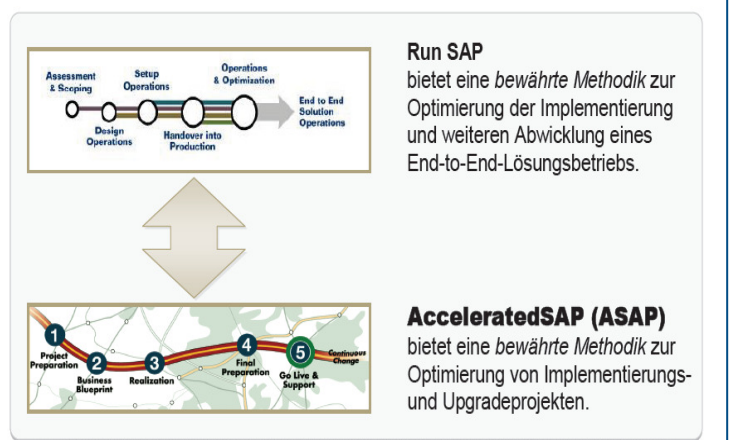 Assessment
& Scoping
Setup
Operations
Operations
& Optimization
End to End
Solution
Operations
Design
Operations
Handover into
Production
Run SAP
bietet eine bewährte Methodik zur
Optimierung der Implementierung
und weiteren Abwicklung eines
End-to-End-Lösungsbetriebs.
1
Project
Preparation
2
Business
Blueprint
3
Realization
4
Final
Preparation
5
Go Live &
Support
Continuous
Change
AcceleratedSAP (ASAP)
bietet eine bewährte Methodik zur
Optimierung von Implementierungs-
und Upgradeprojekten.